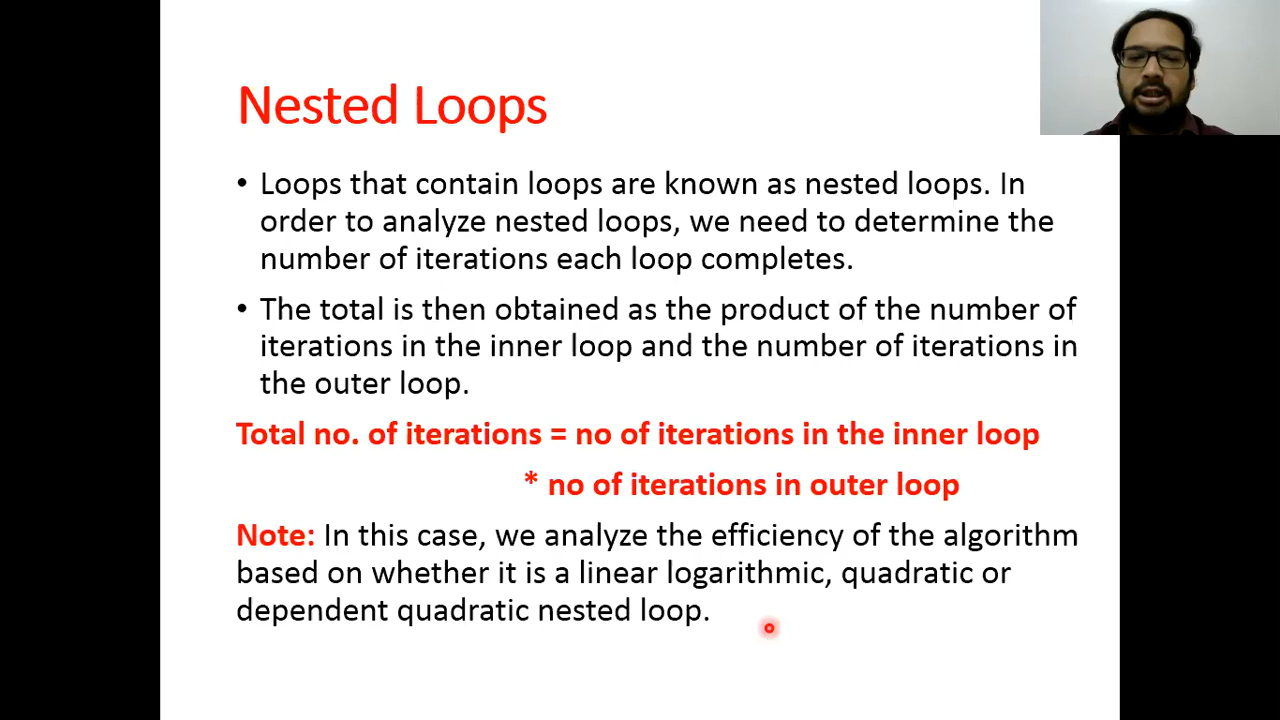 Nested Loops
• Loops that contain loops are known as nested loops. In
order to analyze nested loops, we need to determine the
number of iterations each loop completes.
• The total is then obtained as the product of the number of
iterations in the inner loop and the number of iterations in
the outer loop.
Total no. of iterations = no of iterations in the inner loop
* no of iterations in outer loop
Note: In this case, we analyze the efficiency of the algorithm
based on whether it is a linear logarithmic, quadratic or
dependent quadratic nested loop.